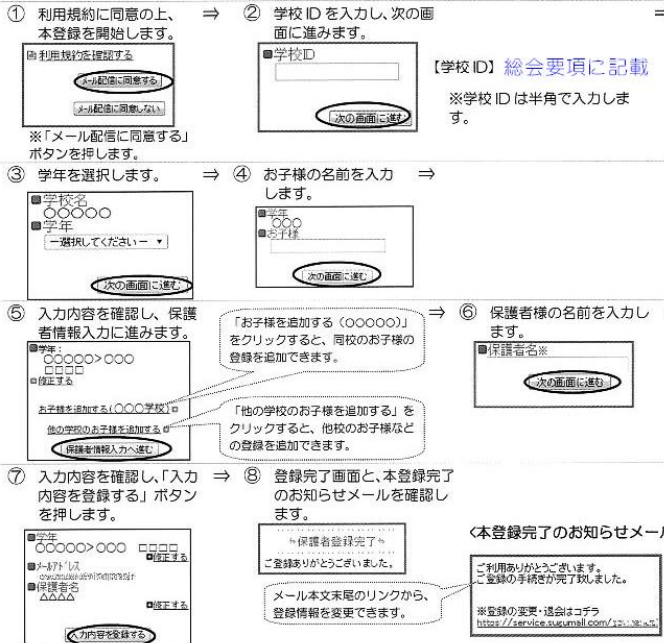 ① 利用規約に同意の上、
本登録を開始します。
⇒
利用規約を確認する
メール配信に同意する
メール配信に同意しない
※「メール配信に同意する」
ボタンを押します。
② 学校IDを入力し、次の画
面に進みます。
⇒
■学校ID
次の画面に進む
【学校ID】総会要項に記載
※学校IDは半角で入力しま
す。
③ 学年を選択します。
⇒
■学校名
○○○○○
■学年
ー選択してくださいー ▼
次の画面に進む
④ お子様の名前を入力
します。
⇒
■学年
○○○
■お子様
次の画面に進む
⑤ 入力内容を確認し、保護
者情報入力に進みます。
⇒
■学年:
○○○○○>○○○
□□□□
修正する
お子様を追加する(○○○学校)
他の学校のお子様を追加する
保護者情報入力へ進む
「お子様を追加する(○○○○○)」
をクリックすると、同校のお子様の
登録を追加できます。
「他の学校のお子様を追加する」を
クリックすると、他校のお子様など
の登録を追加できます。
⑥ 保護者様の名前を入力し
ます。
■保護者名※
次の画面に進む
⑦ 入力内容を確認し、「入力
内容を登録する」ボタン
を押します。
⇒
■学年
○○○○○>○○○ □□□□
修正する
■メールアドレス
■保護者名
△△△△
修正する
力内容を登録する
⑧ 登録完了画面と、本登録完了
のお知らせメールを確認し
ます。
保護者登録完了
ご登録ありがとうございました。
メール本文末尾のリンクから、
登録情報を変更できます。
<本登録完了のお知らせメール
ご利用ありがとうございます。
ご登録の手続きが完了致しました。
※登録の変更・退会はコチラ
https://service.sugumail.com/